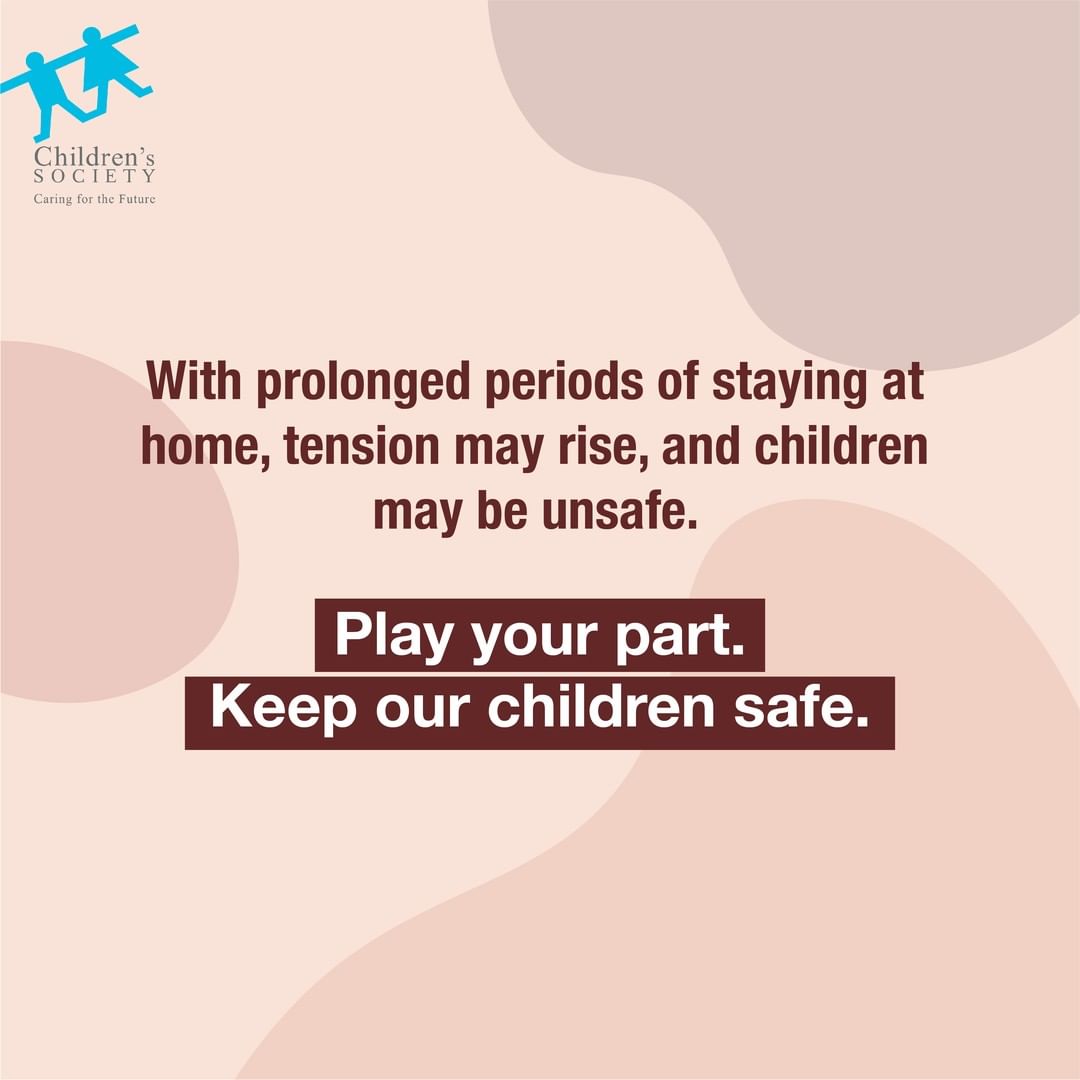 Children's
SOCIETY
Caring for the Future
With prolonged periods of staying at
home, tension may rise, and children
may be unsafe.
Play your part.
Keep our children safe.